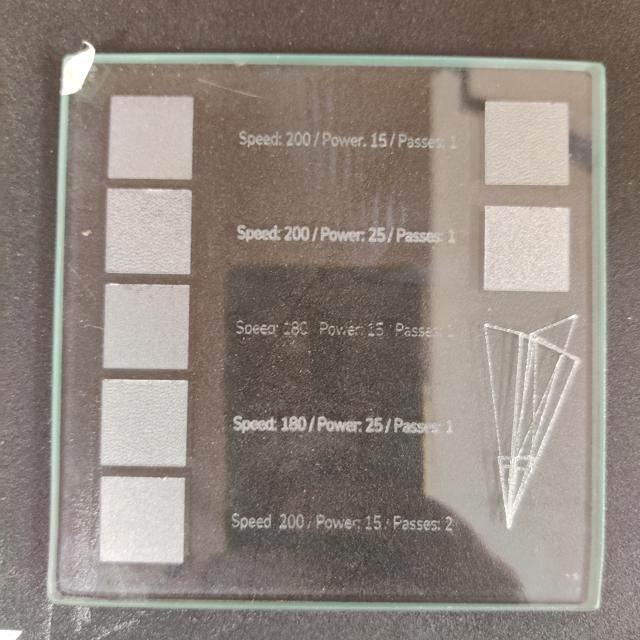 Speed: 200 / Power: 15 / Passes: 1
Speed: 200 / Power: 25 / Passes: 1
Speed: 180 Power: 15 Passes:
Speed: 180 / Power: 25 / Passes: 1
Speed 200 / Power: 15 / Passes: 2